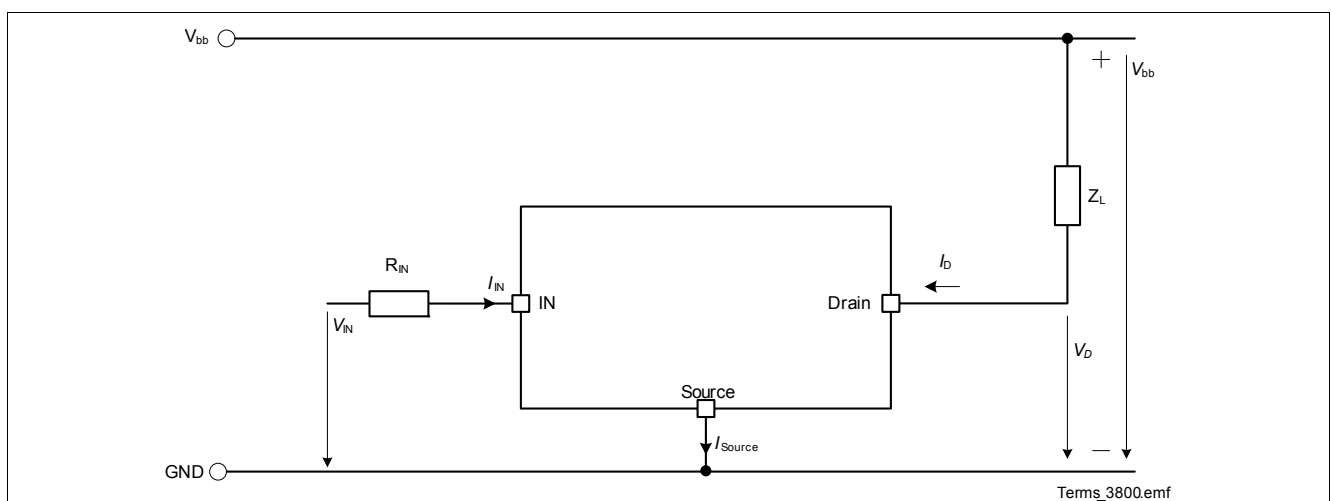 Vbb
+
Vbb
ZL
RIN
IIN
ID
IN
Drain
VIN
VD
Source
ISource
GND
—
Terms_3800.emf